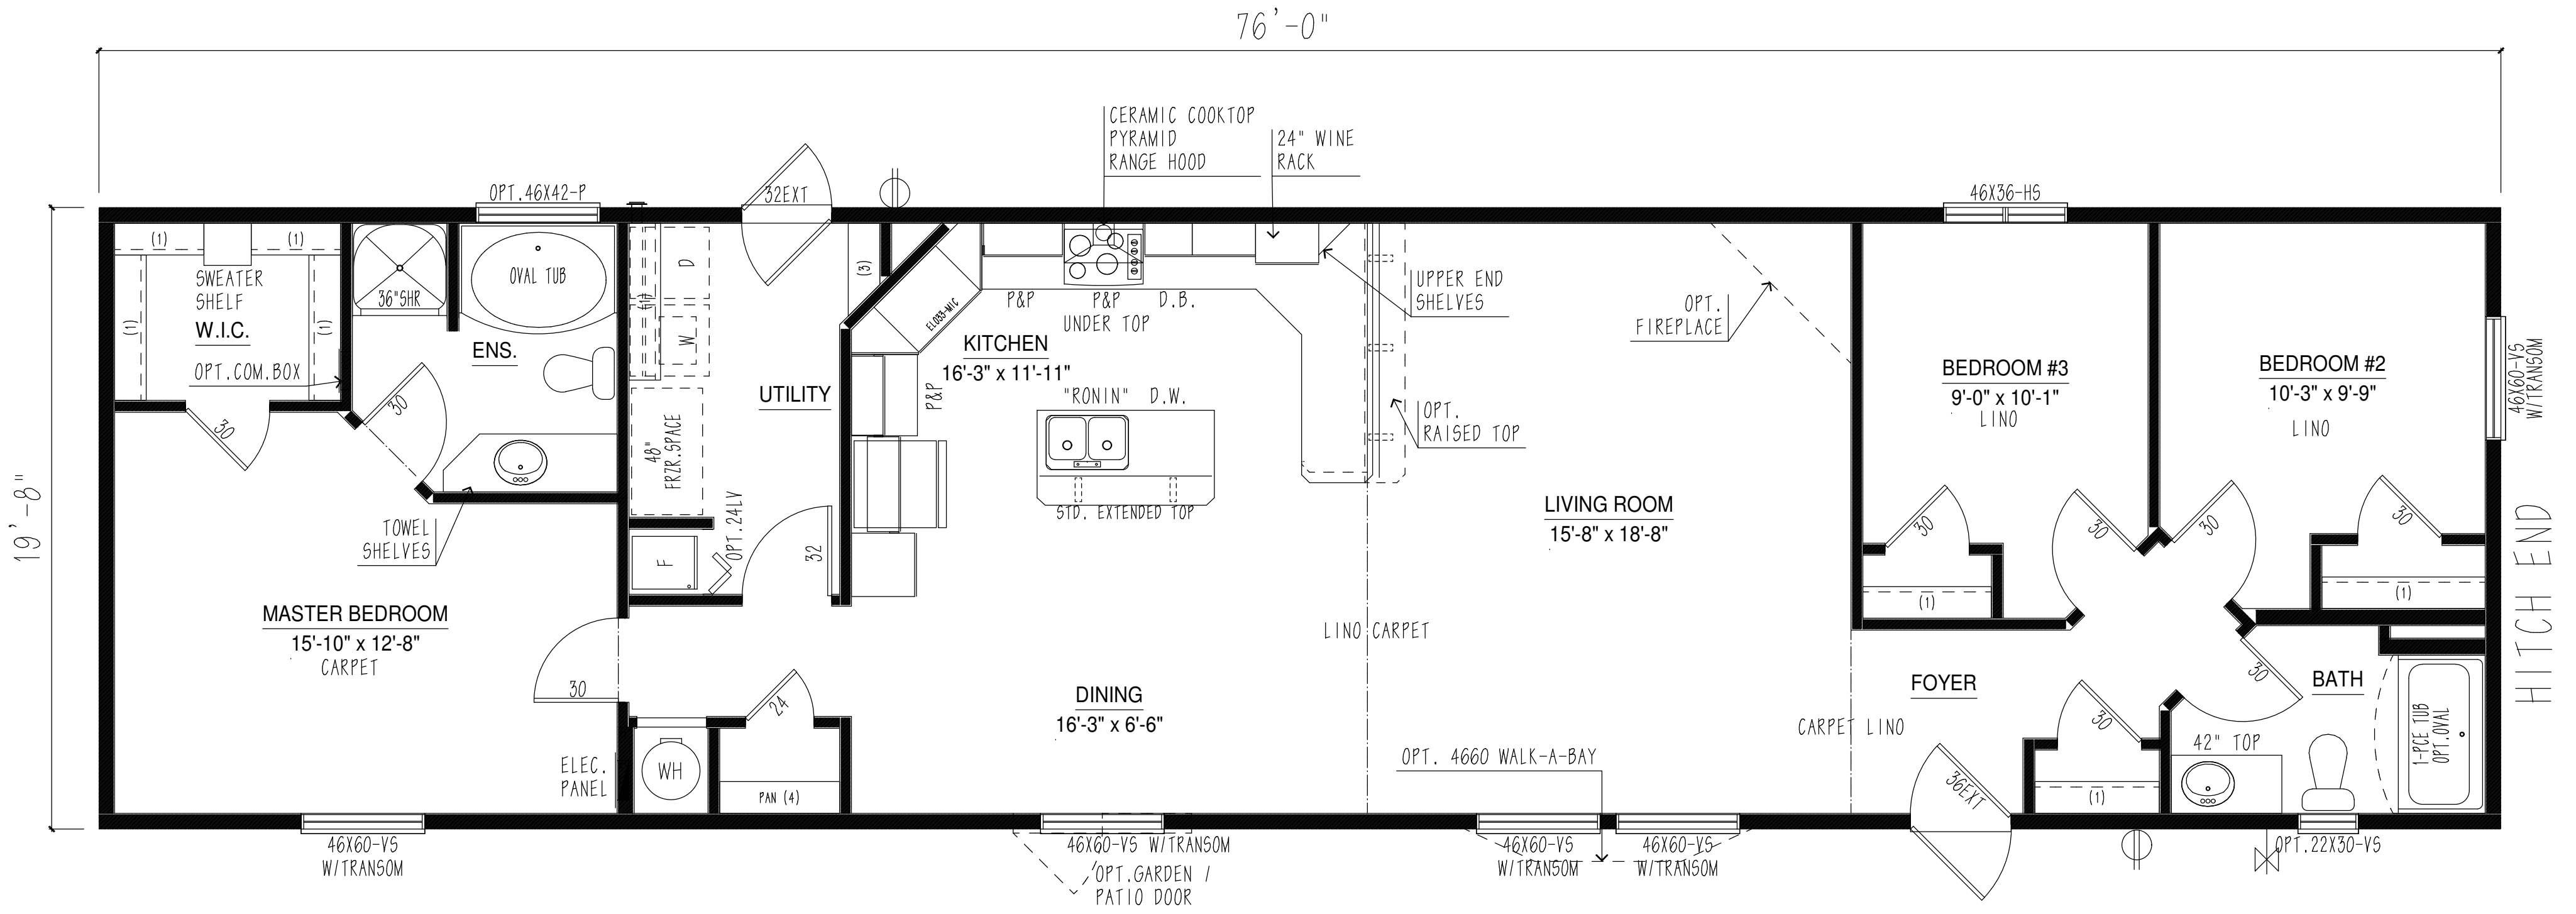 76'-0"
CERAMIC COOKTOP
PYRAMID
RANGE HOOD
24" WINE
RACK
OPT.46X42-P
32EXT
46X36-HS
(1)
(1)
SWEATER
SHELF
W.I.C.
(1)
(1)
OPT.COM.BOX
36"SHR
OVAL TUB
ENS.
30
30
TOWEL
SHELVES
D
(1)
W
48"
FRZR.SPACE
UTILITY
OPT.24LV
F
32
(3)
EL033-MIC
P&P
P&P
D.B.
UNDER TOP
KITCHEN
16'-3" x 11'-11"
P&P
"RONIN" D.W.
STD. EXTENDED TOP
UPPER END
SHELVES
OPT.
RAISED TOP
OPT.
FIREPLACE
LIVING ROOM
15'-8" x 18'-8"
LINO CARPET
BEDROOM #3
9'-0" x 10'-1"
LINO
30
(1)
30
BEDROOM #2
10'-3" x 9'-9"
LINO
30
30
(1)
46X60-VS
W/TRANSOM
19'-8"
HITCH END
MASTER BEDROOM
15'-10" x 12'-8"
CARPET
30
24
ELEC.
PANEL
WH
PAN (4)
DINING
16'-3" x 6'-6"
OPT. 4660 WALK-A-BAY
CARPET LINO
FOYER
30
(1)
36EXT
30
BATH
42" TOP
1-PCE TUB
OPT.OVAL
46X60-VS
W/TRANSOM
46X60-VS W/TRANSOM
OPT.GARDEN /
PATIO DOOR
46X60-VS
W/TRANSOM
46X60-VS
W/TRANSOM
OPT.22X30-VS